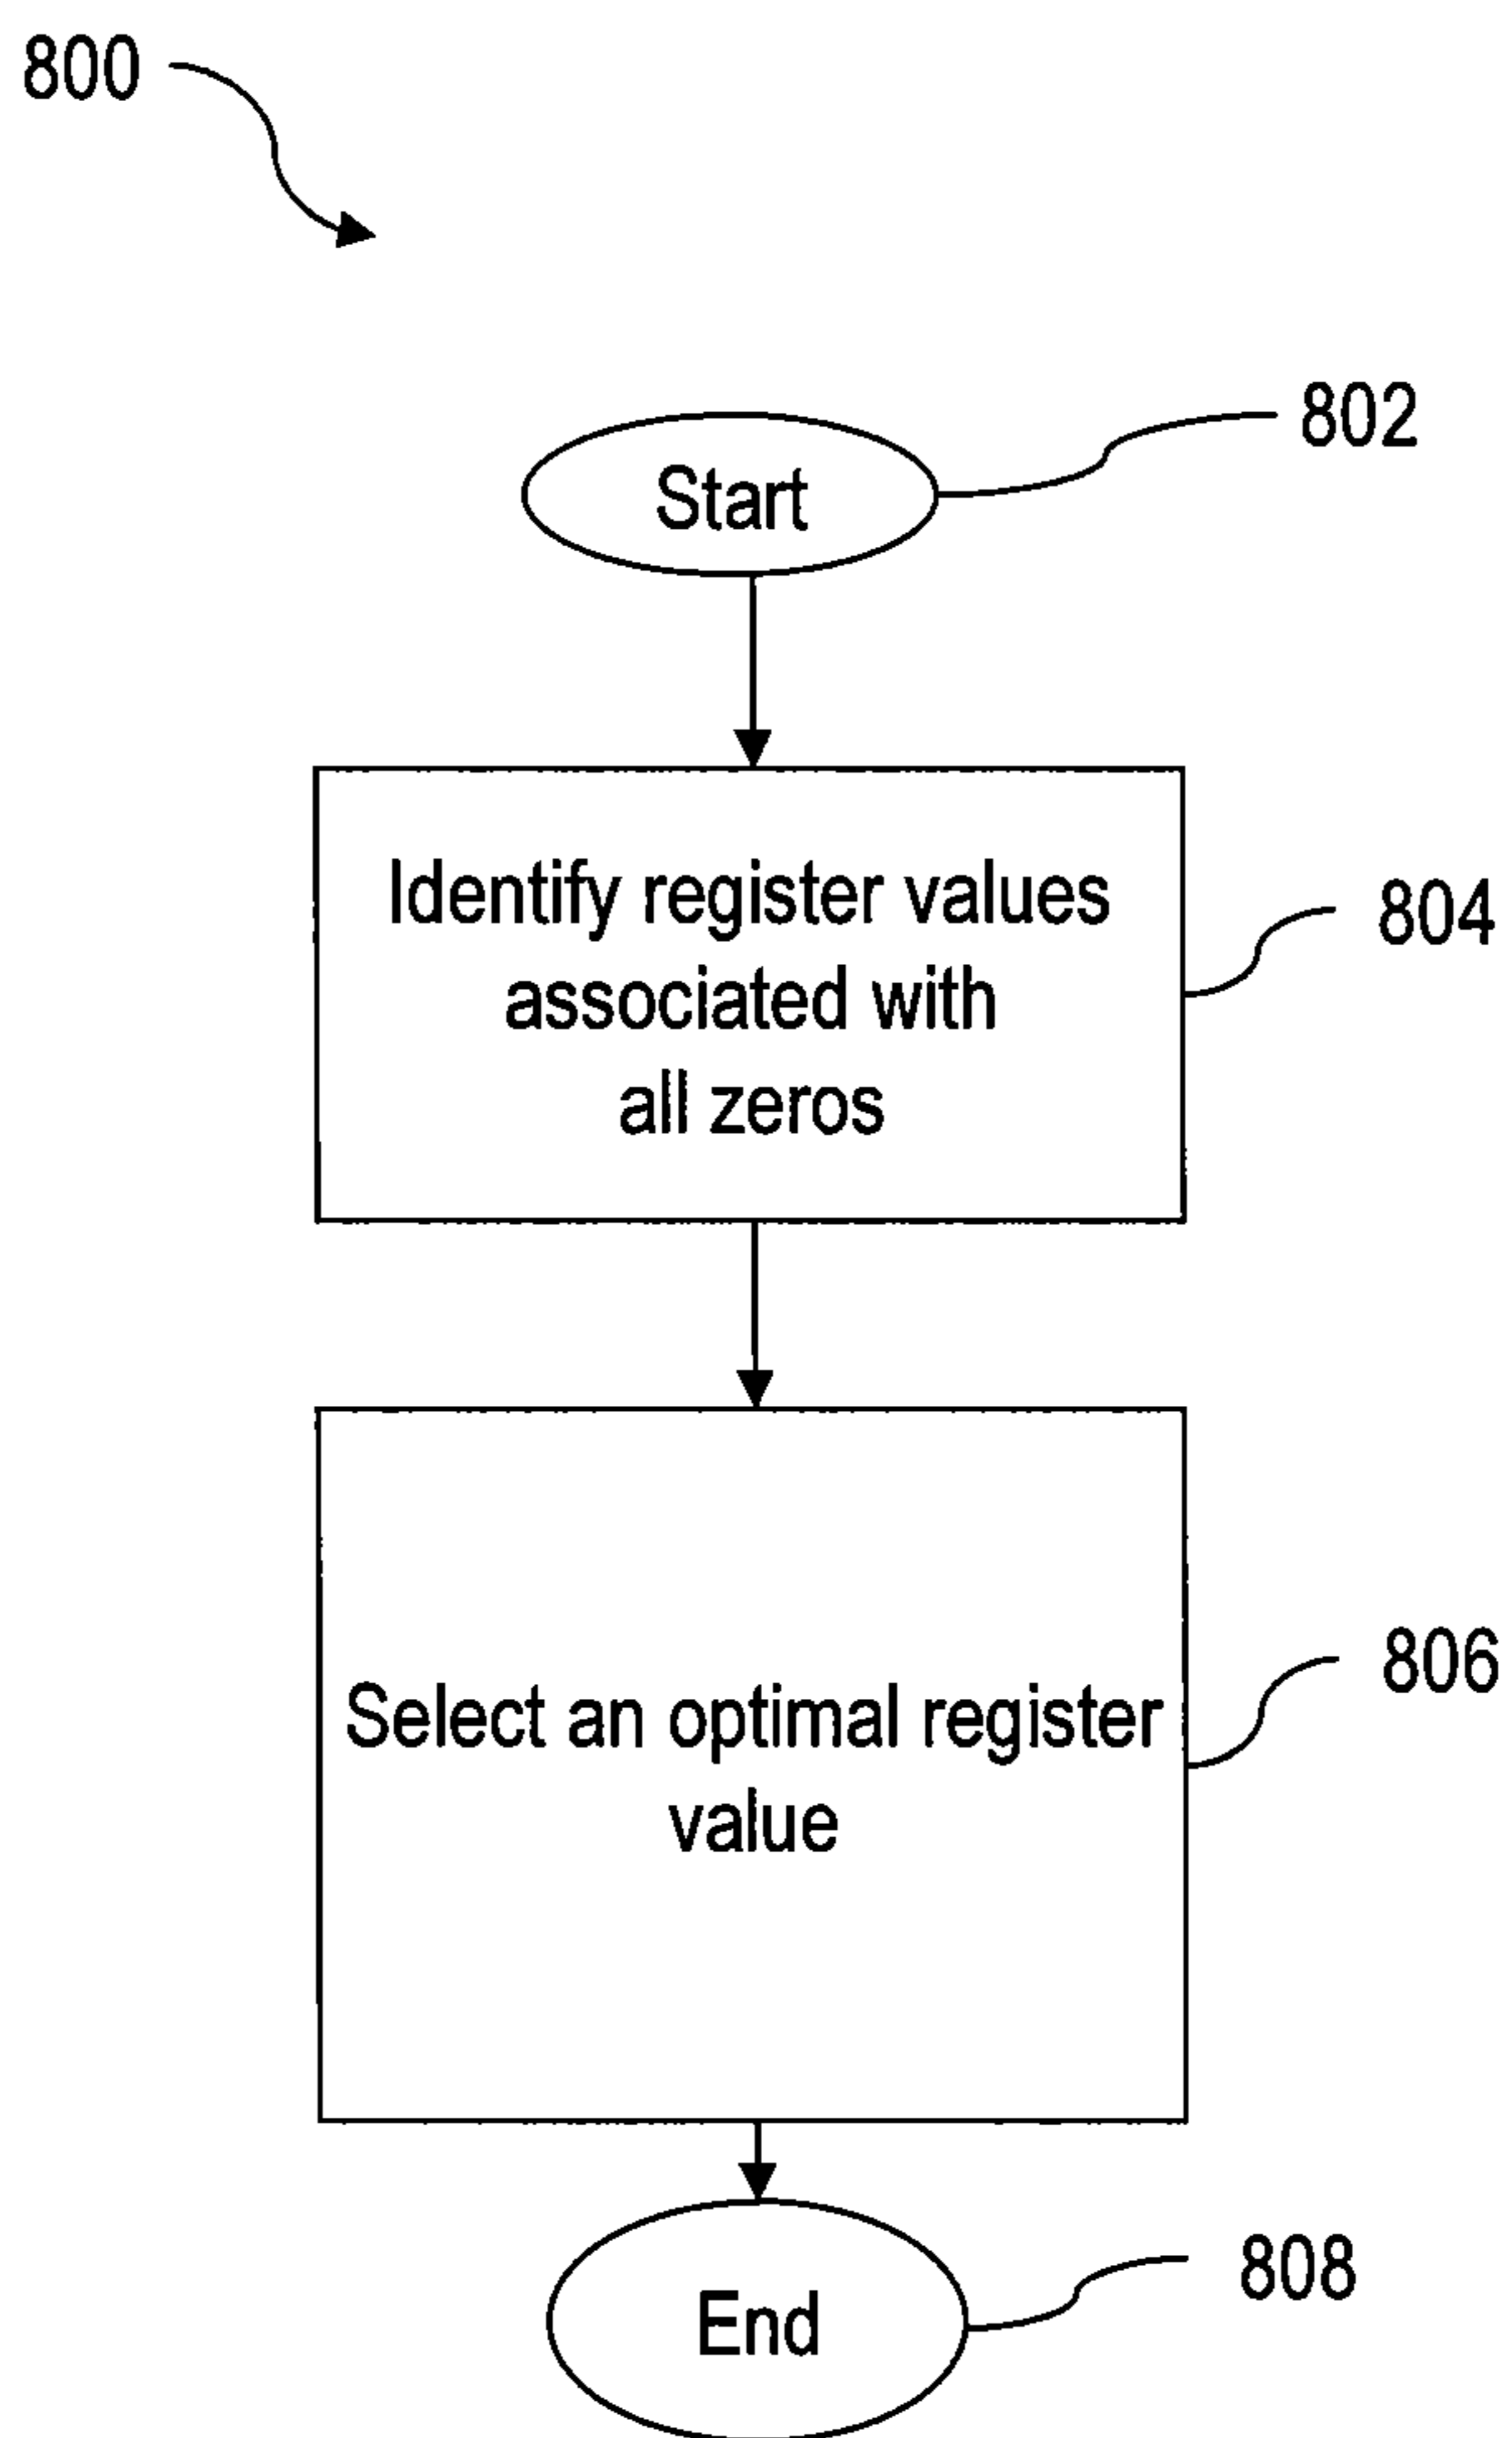 800
802
Start
Identify register values
804
associated with
all zeros
806
Select an optimal register
value
808
End